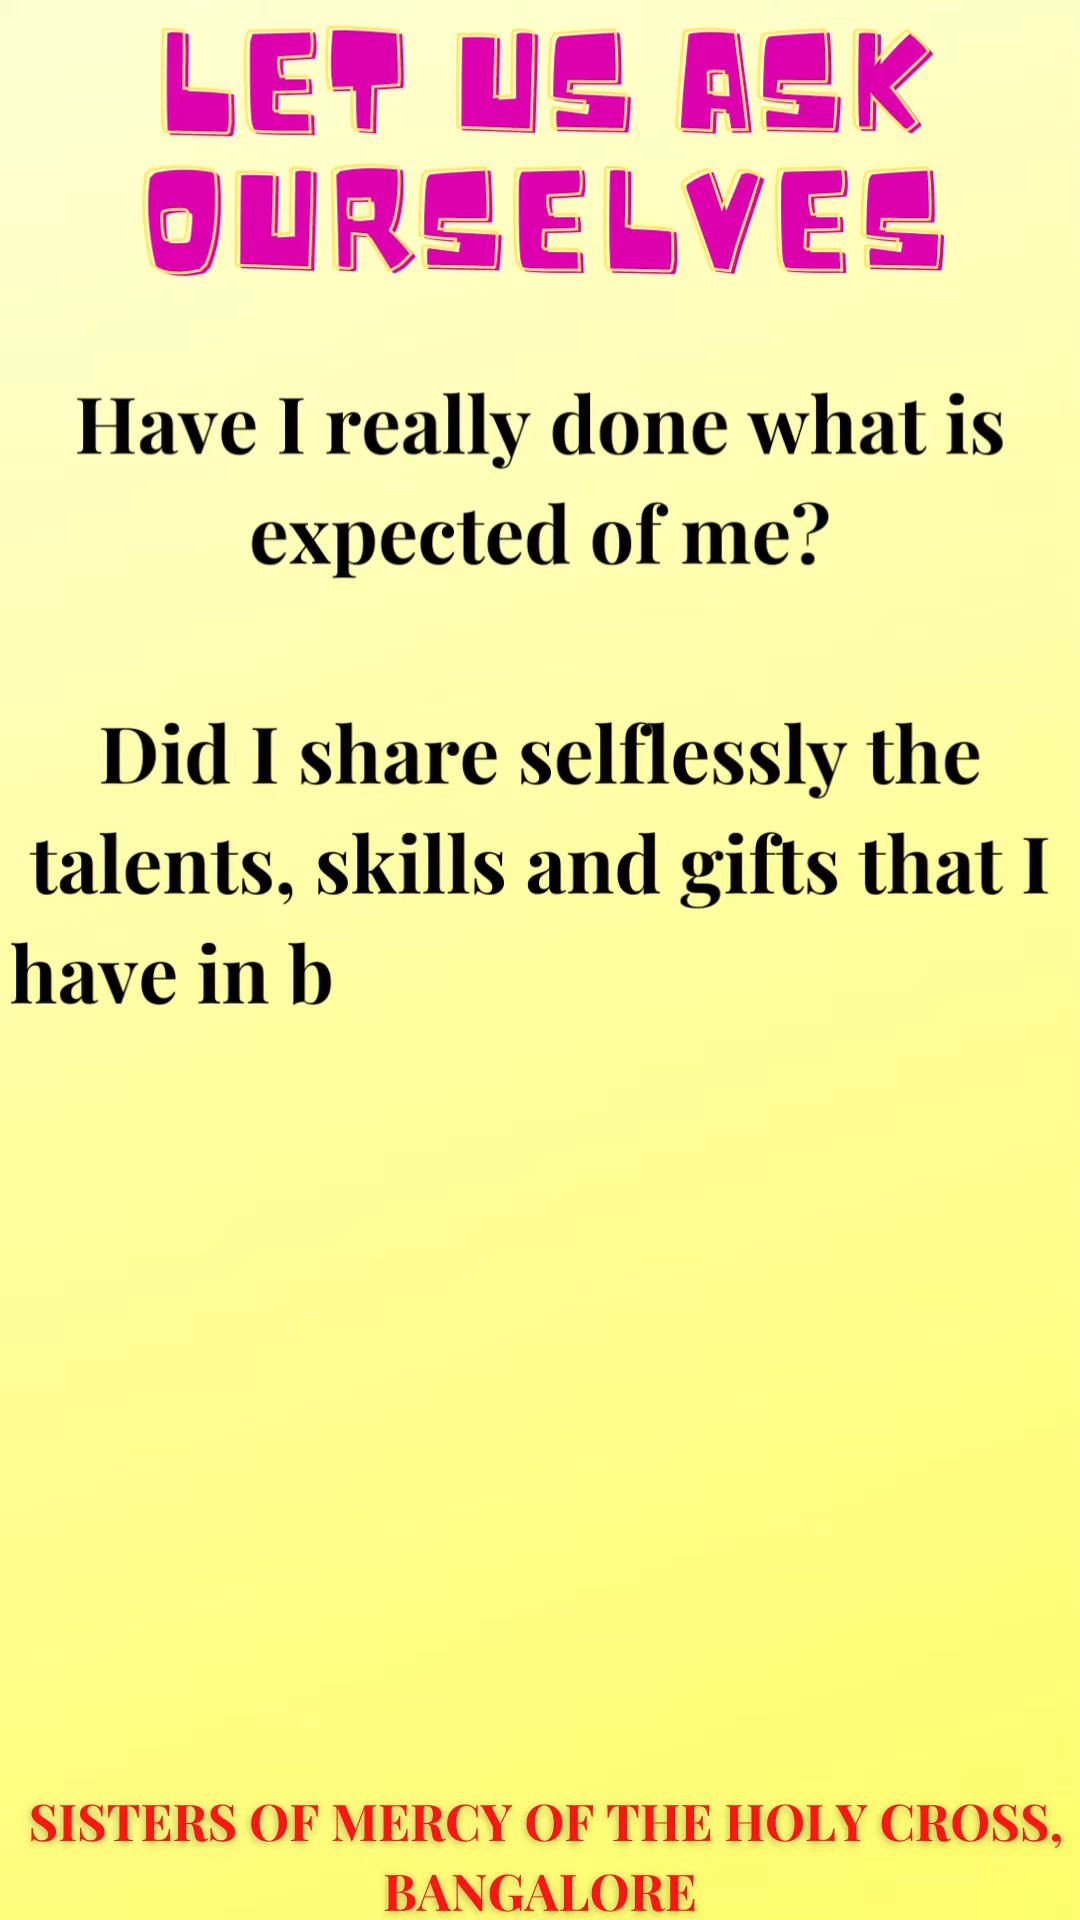 LET US ASK
OURSELVES
Have I really done what is
expected of me?
Did I share selflessly the
talents, skills and gifts that I
have in b
SISTERS OF MERCY OF THE HOLY CROSS,
BANGALORE